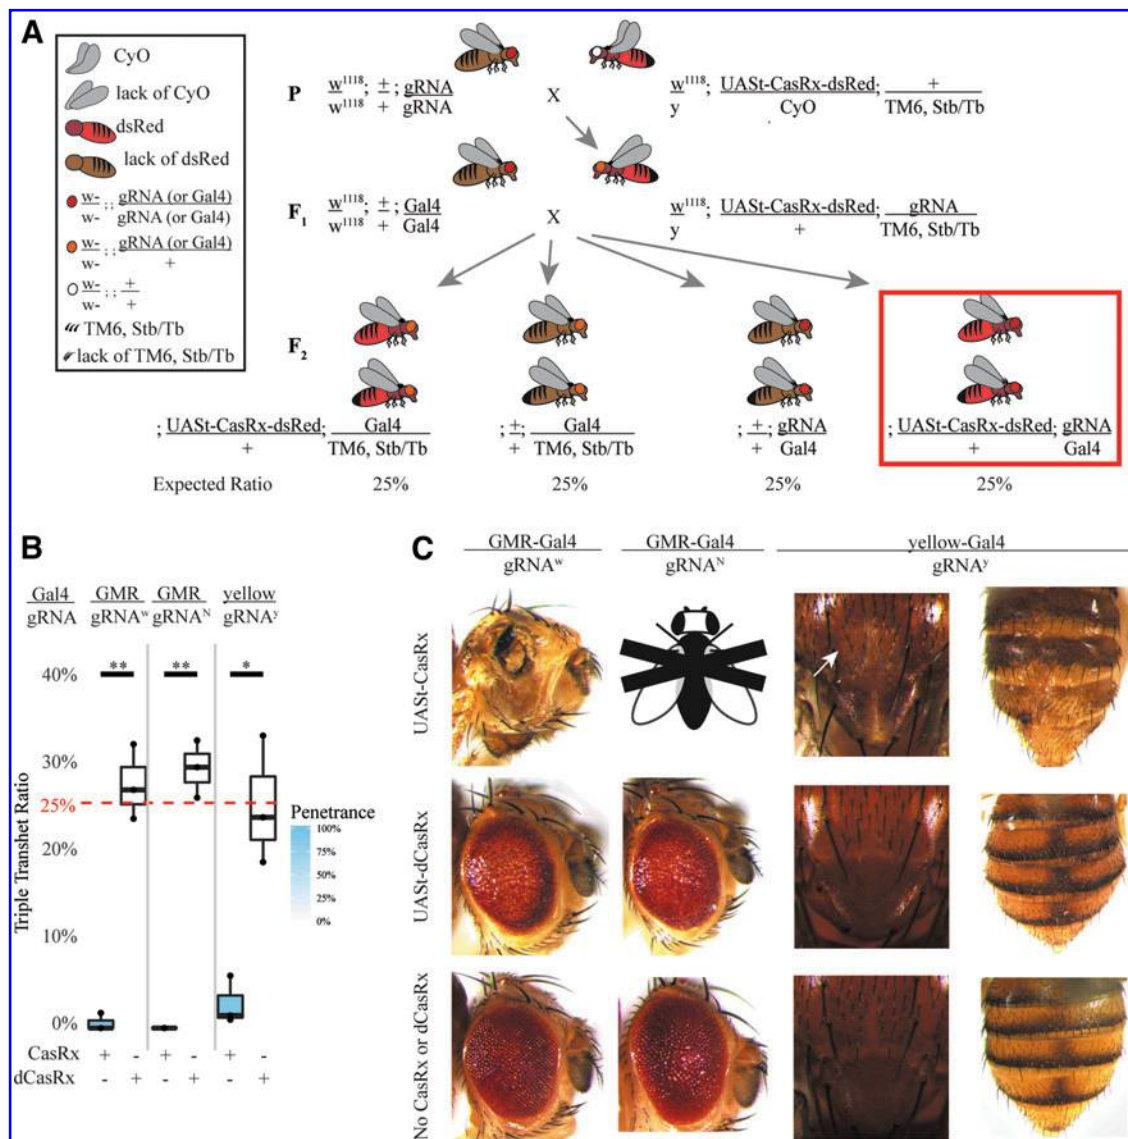 A
CyO
lack of CyO
dsRed
lack of dsRed
w- ; ; gRNA (or Gal4)
w- gRNA (or Gal4)
w- ; ; gRNA (or Gal4)
w- +
w- ; ; +
w- +
TM6, Stb/Tb
lack of TM6, Stb/Tb
P
w1118; + ; gRNA
w1118 + gRNA
X
w1118; UASt-CasRx-dsRed; +
y CyO TM6, Stb/Tb
F1
w1118; + ; Gal4
w1118 + Gal4
X
w1118; UASt-CasRx-dsRed; gRNA
y + TM6, Stb/Tb
F2
; UASt-CasRx-dsRed; Gal4
+ TM6, Stb/Tb
; + ; Gal4
+ TM6, Stb/Tb
; + ; gRNA
+ Gal4
; UASt-CasRx-dsRed; gRNA
+ Gal4
Expected Ratio 25% 25% 25% 25%
B
Gal4 GMR GMR yellow
gRNA gRNAw gRNAN gRNAy
** ** *
40%
30%
25%
20%
10%
0%
Triple Transhet Ratio
Penetrance
100%
75%
50%
25%
0%
CasRx + - + - + -
dCasRx - + - + - +
C
GMR-Gal4 GMR-Gal4 yellow-Gal4
gRNAw gRNAN gRNAy
UASt-CasRx
UASt-dCasRx
No CasRx or dCasRx